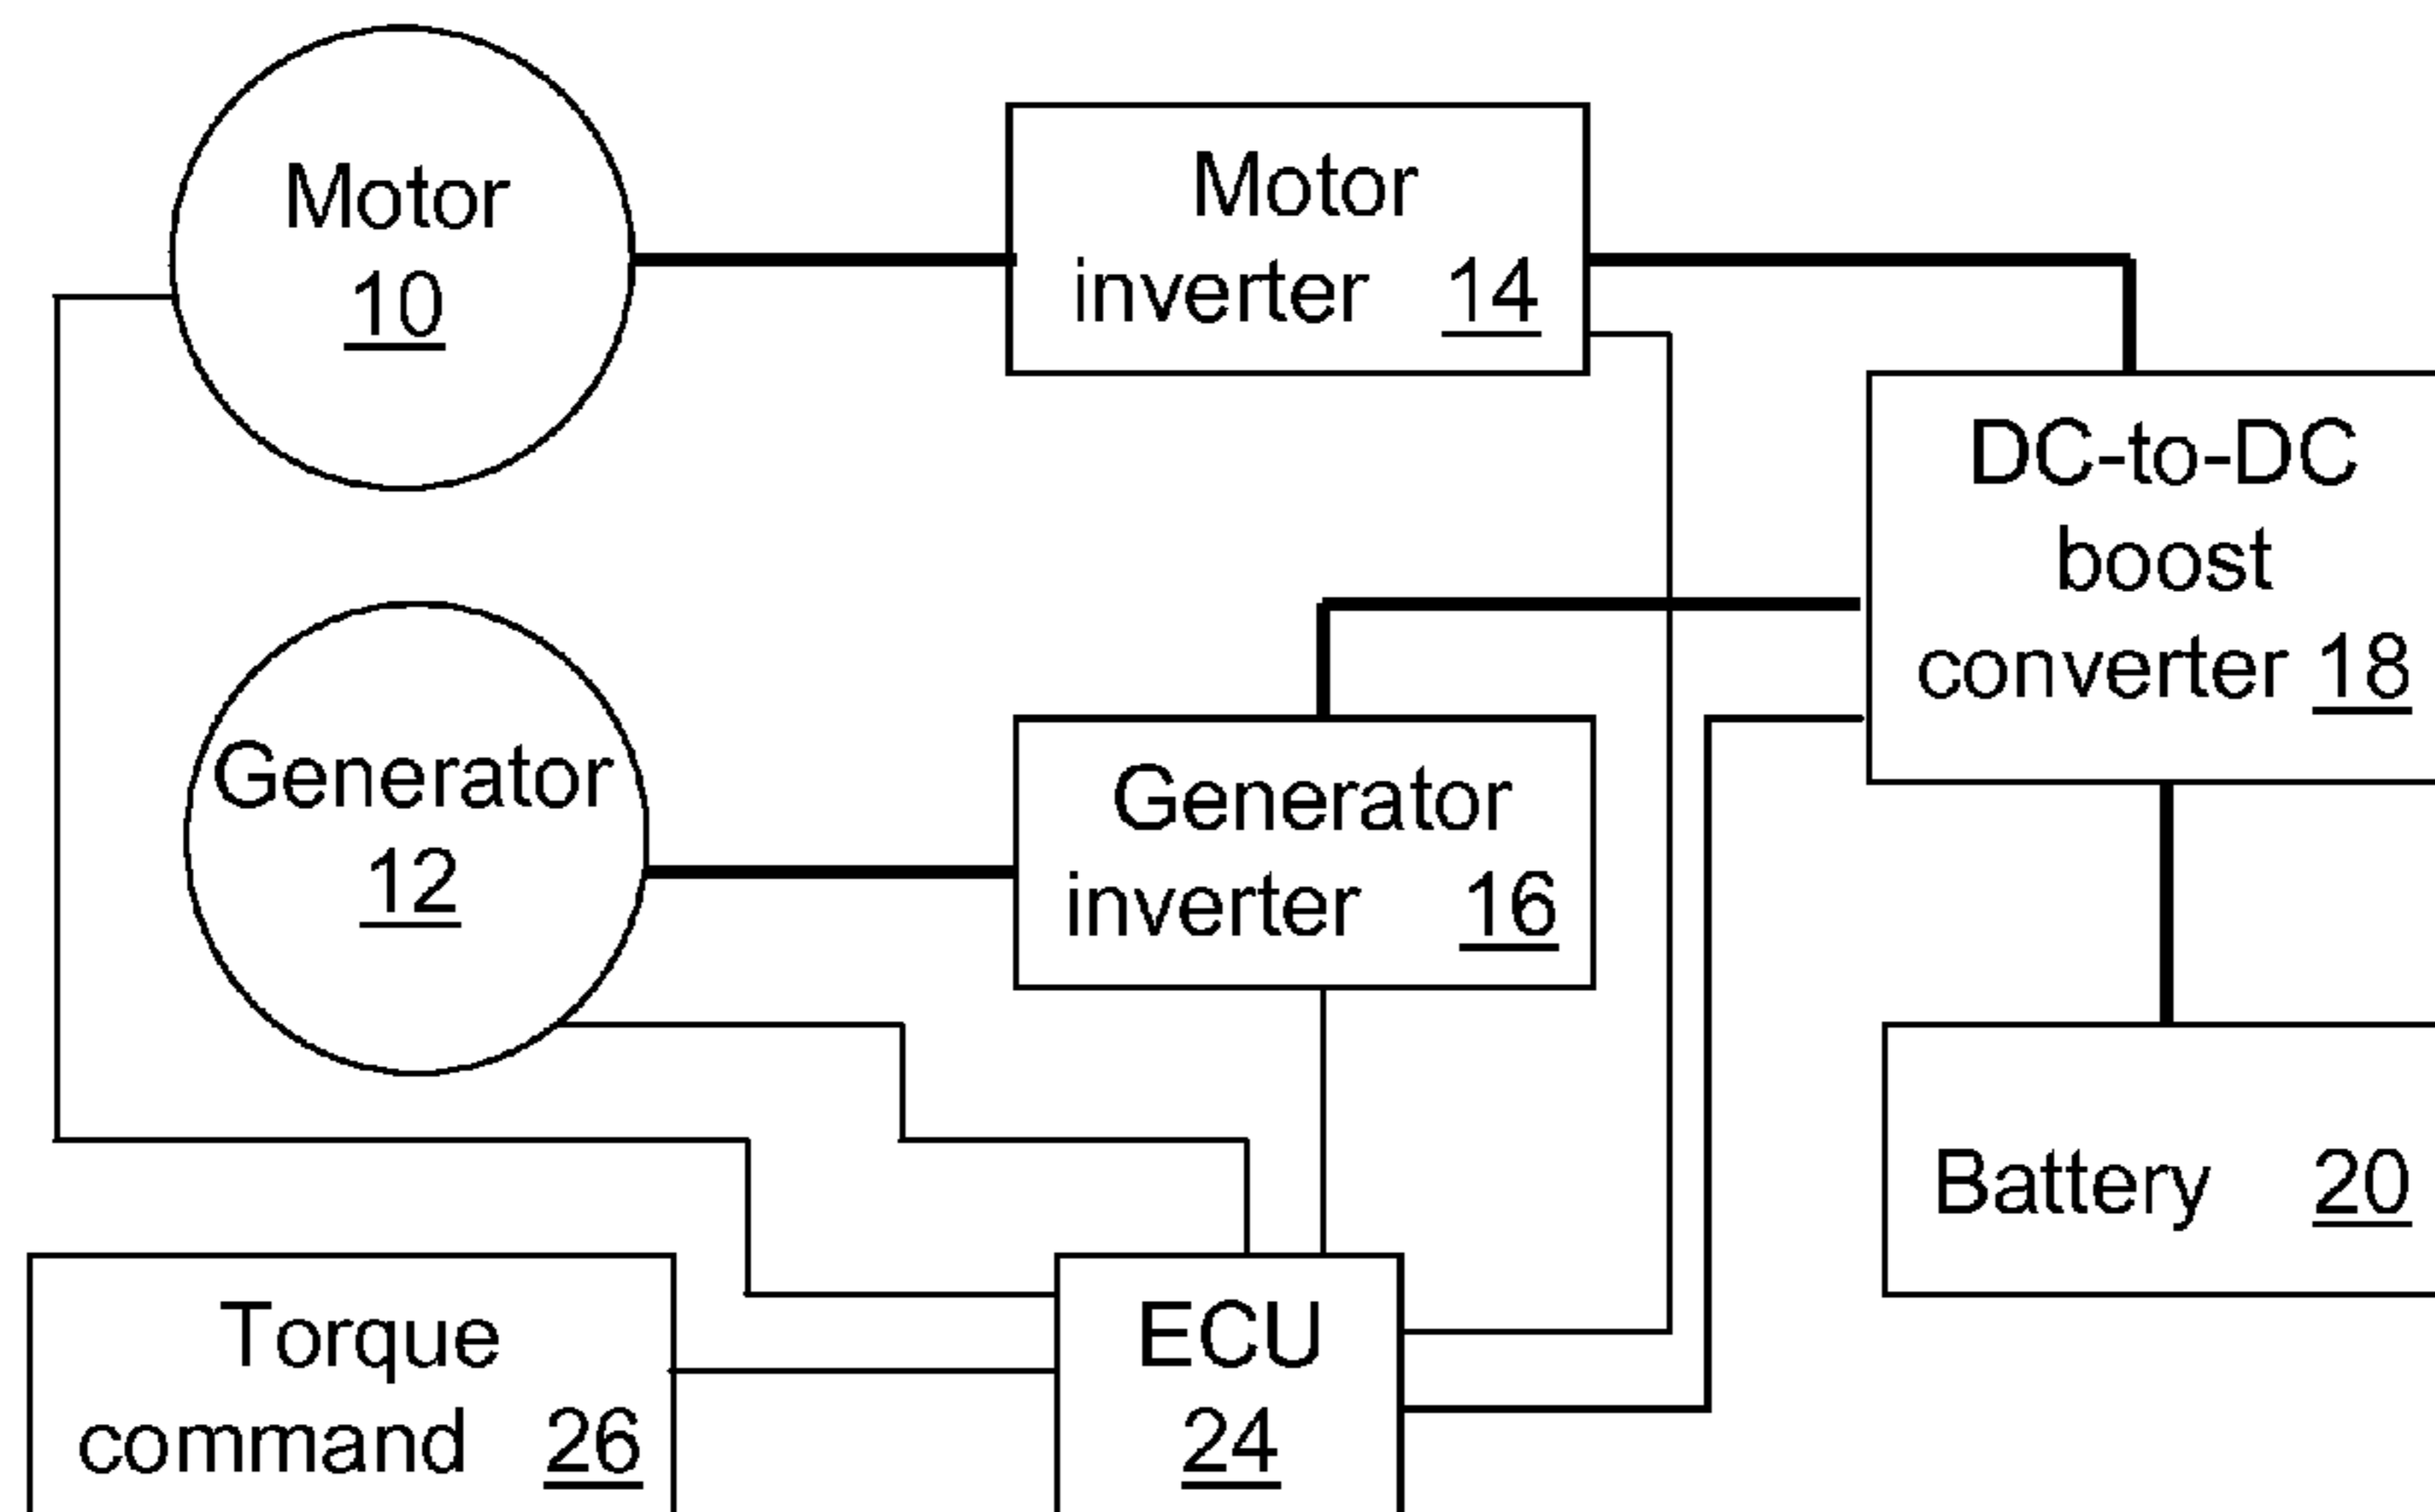 Motor
10
Motor
inverter 14
DC-to-DC
boost
converter 18
Generator
12
Generator
inverter 16
Battery 20
Torque
command 26
ECU
24